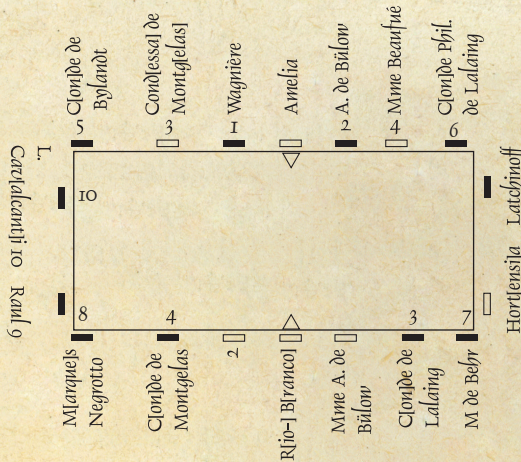 C[on]de de
Bylandt
Cond[essa] de
Montg[elas]
Wagnière
Amelia
A. de Bülow
Mme Beaufué
C[on]de Phil.
de Lalaing
5
3
1
2
4
6
L.
Cav[alcant]i 10
10
Latchinoff
Raul 9
8
4
3
7
Hort[ensi]a
M[arque]s
Negrotto
C[on]de de
Montgelas
2
R[io-] B[ranco]
Mme A. de
Bülow
C[on]de de
Lalaing
M de Behr